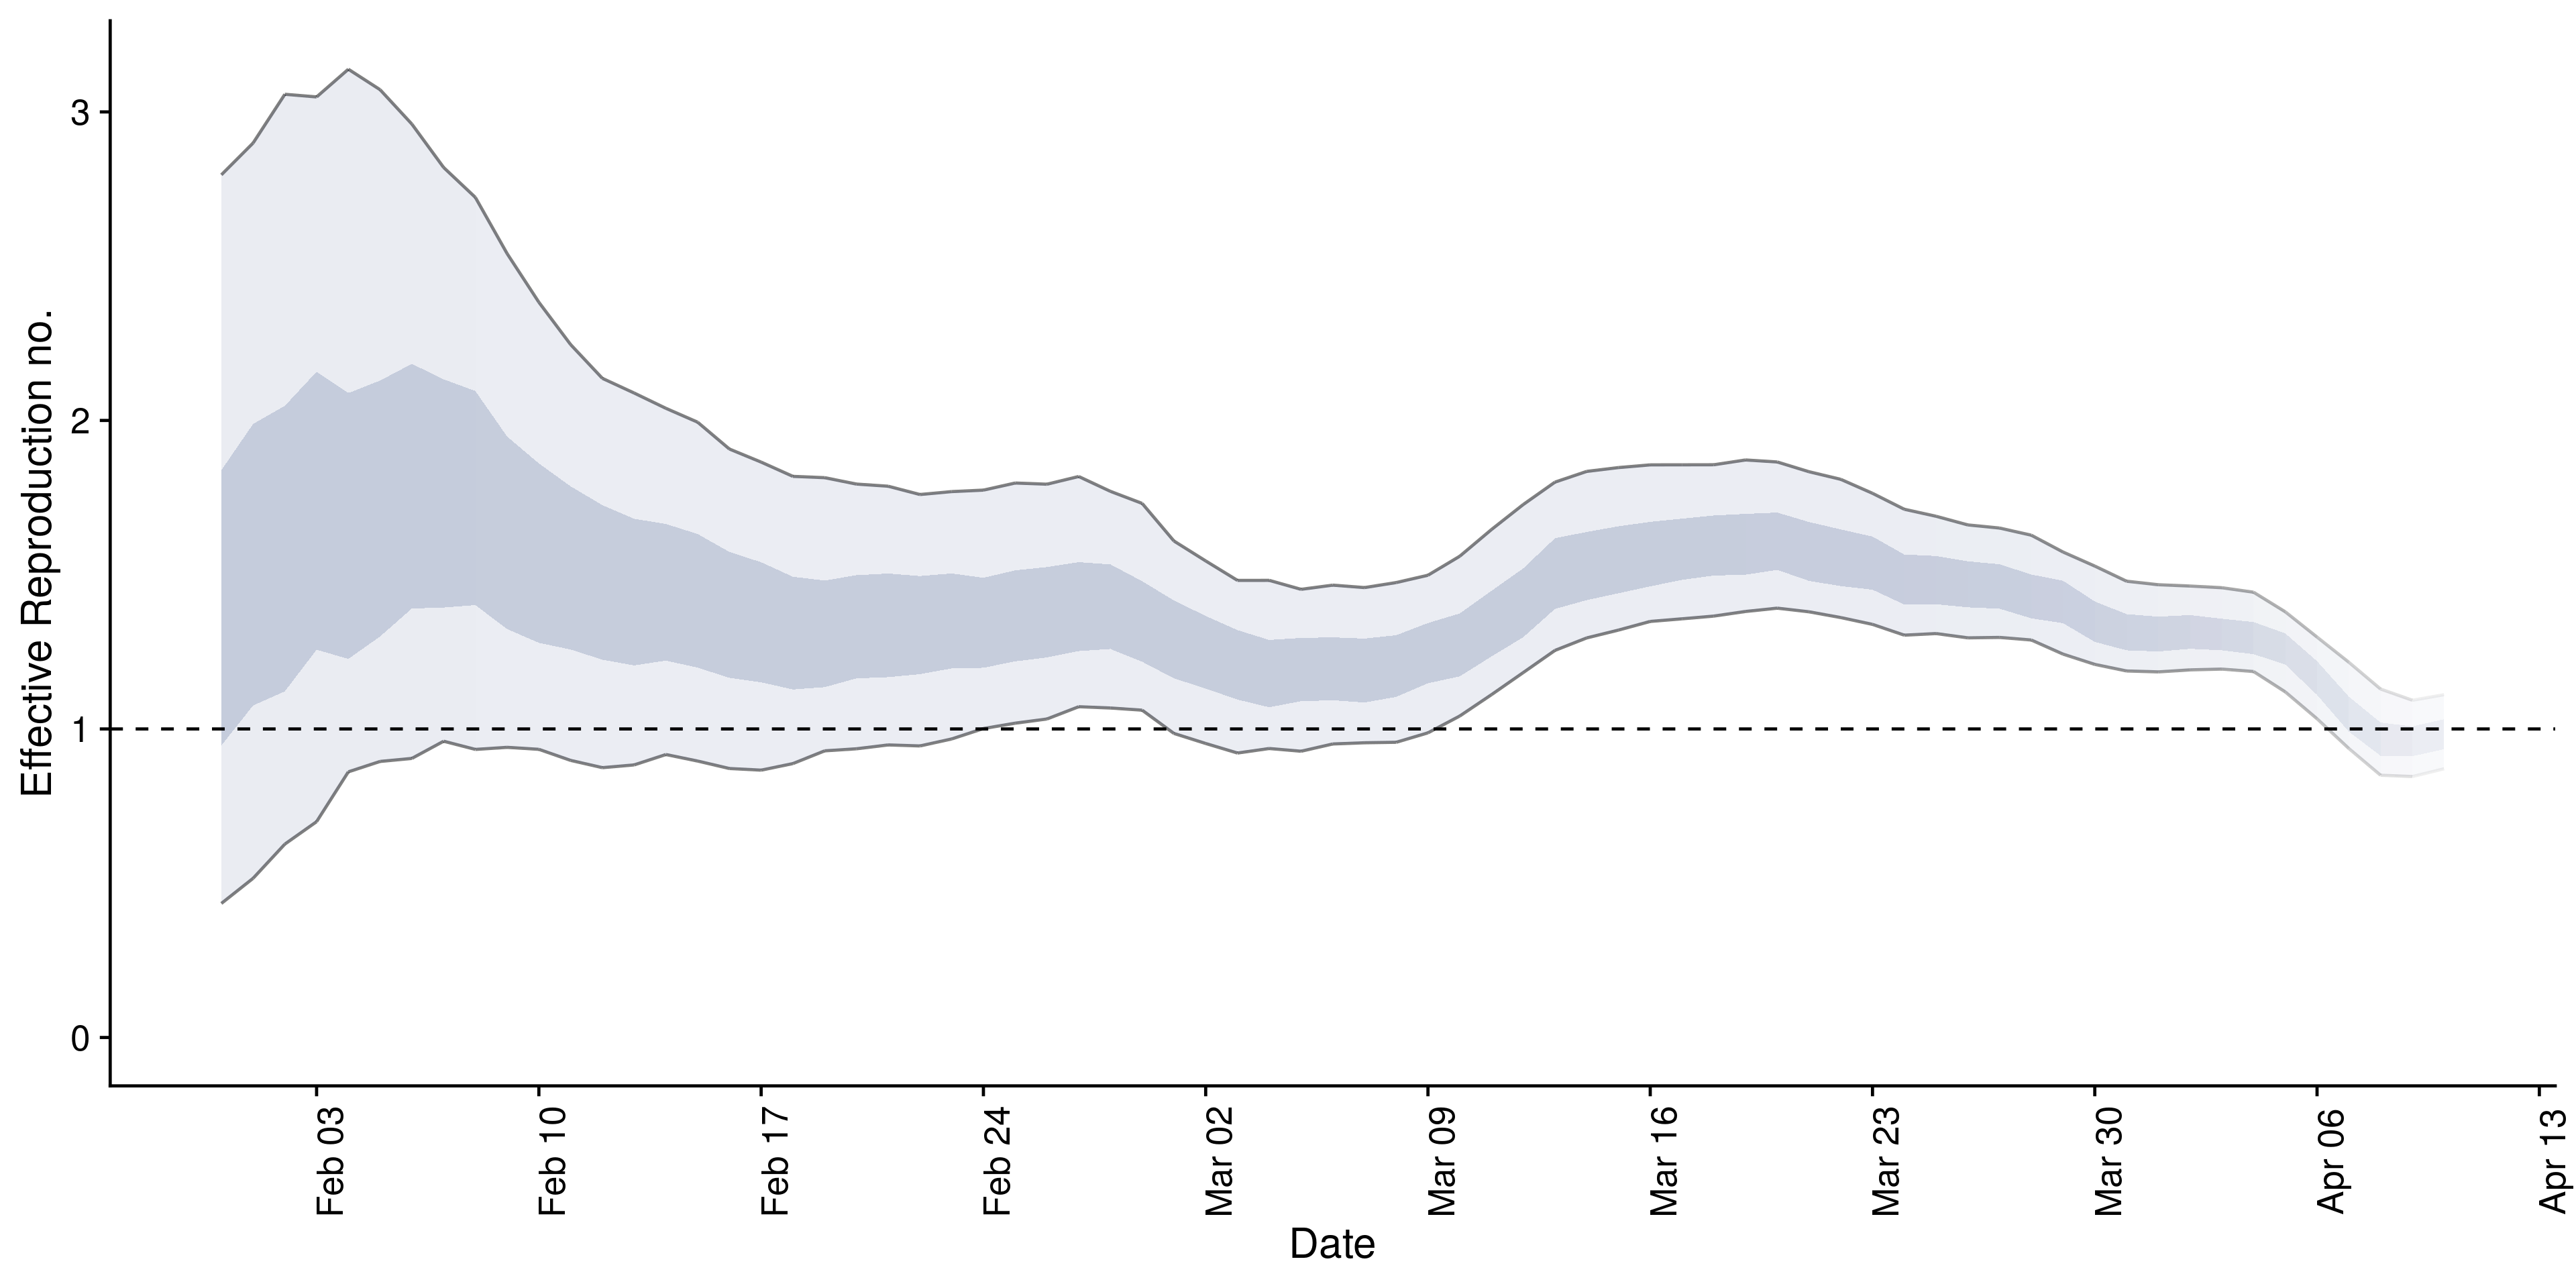 Effective Reproduction no.
3
2
1
0
Feb 03
Feb 10
Feb 17
Feb 24
Mar 02
Mar 09
Mar 16
Mar 23
Mar 30
Apr 06
Apr 13
Date